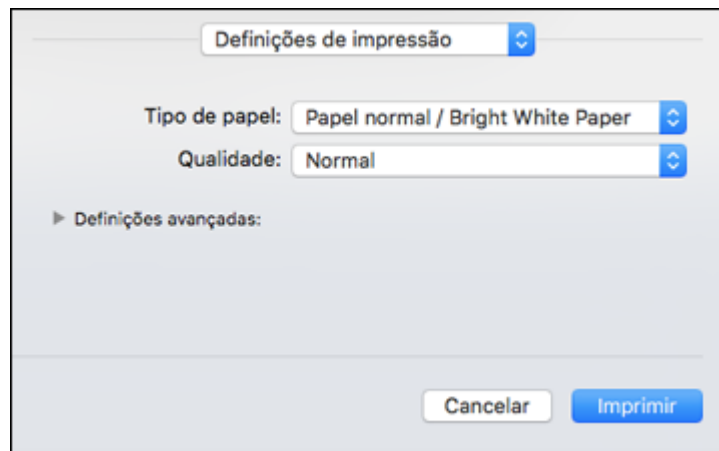 Definições de impressão
Tipo de papel: Papel normal / Bright White Paper
Qualidade: Normal
Definições avançadas:
Cancelar Imprimir